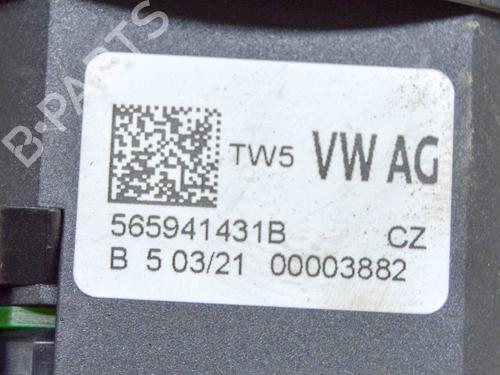 B-PARTS
TW5 VW AG
565941431B CZ
B 5 03/21 00003882